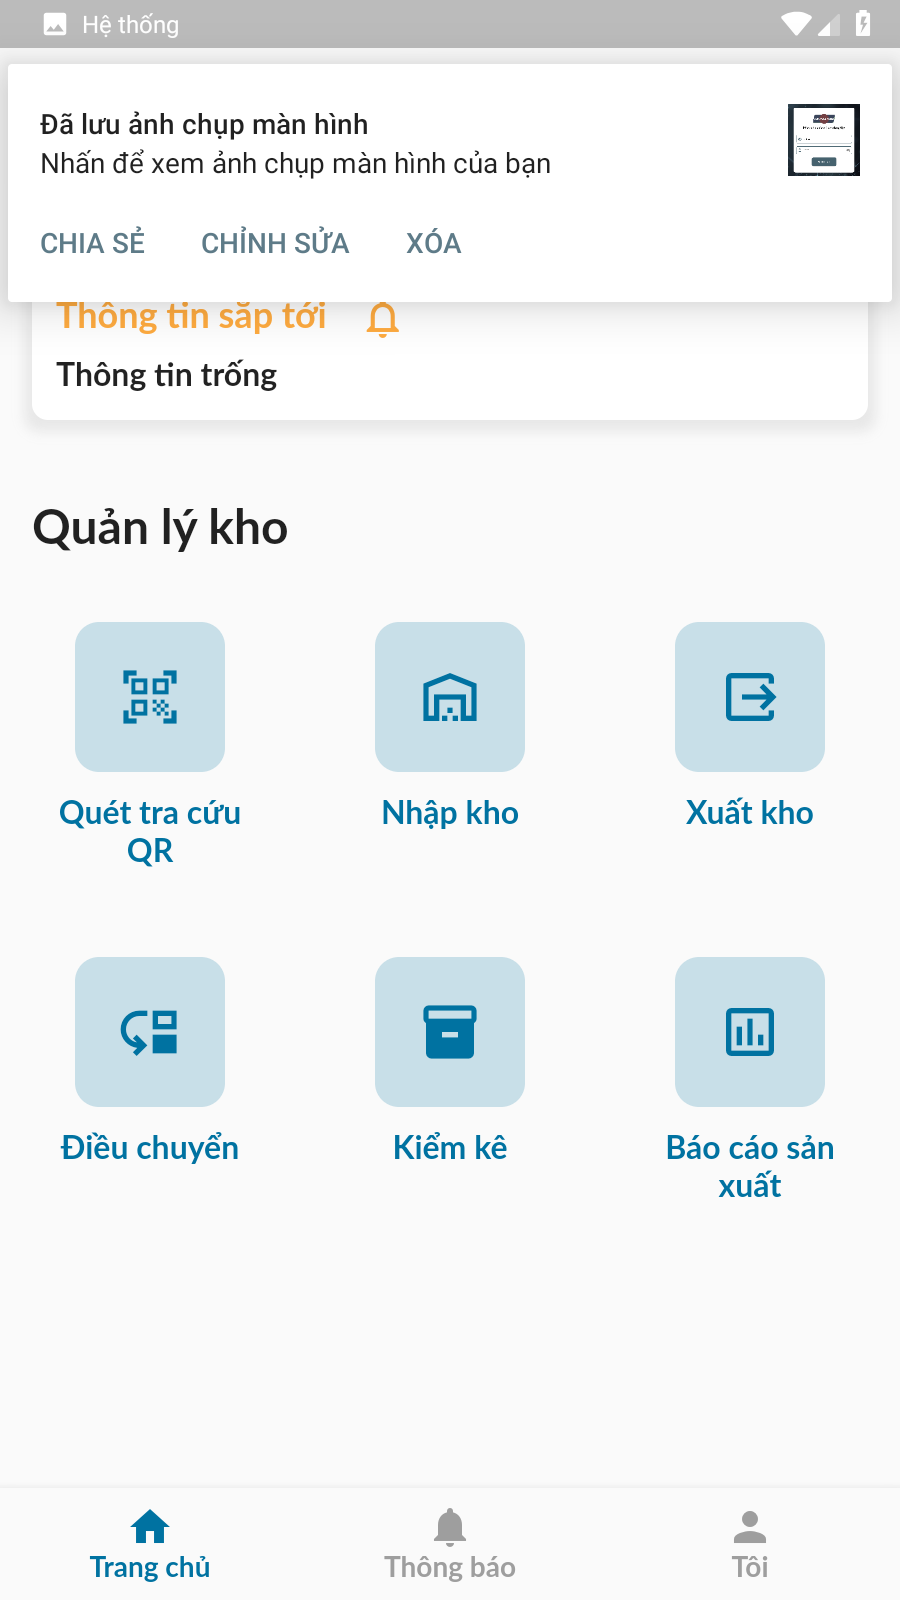 Hệ thống
Đã lưu ảnh chụp màn hình
Nhấn để xem ảnh chụp màn hình của bạn
CHIA SẺ CHỈNH SỬA XÓA
Thông tin sắp tới
Thông tin trống
Quản lý kho
Quét tra cứu
QR
Nhập kho
Xuất kho
Điều chuyển
Kiểm kê
Báo cáo sản
xuất
Trang chủ
Thông báo
Tôi